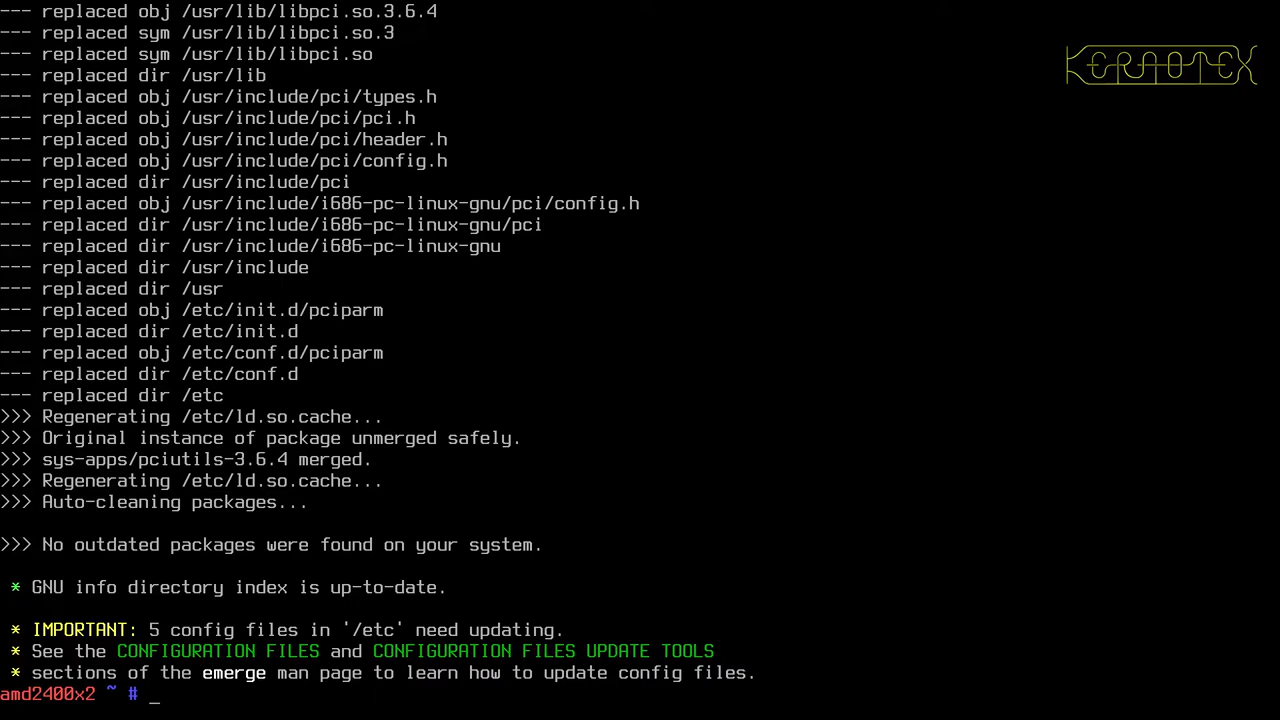 --- replaced obj /usr/lib/libpci.so.3.6.4
--- replaced sym /usr/lib/libpci.so.3
--- replaced sym /usr/lib/libpci.so
--- replaced dir /usr/lib
--- replaced obj /usr/include/pci/types.h
--- replaced obj /usr/include/pci/pci.h
--- replaced obj /usr/include/pci/header.h
--- replaced obj /usr/include/pci/config.h
--- replaced dir /usr/include/pci
--- replaced obj /usr/include/i686-pc-linux-gnu/pci/config.h
--- replaced dir /usr/include/i686-pc-linux-gnu/pci
--- replaced dir /usr/include/i686-pc-linux-gnu
--- replaced dir /usr/include
--- replaced dir /usr
--- replaced obj /etc/init.d/pciparm
--- replaced dir /etc/init.d
--- replaced obj /etc/conf.d/pciparm
--- replaced dir /etc/conf.d
--- replaced dir /etc
>>> Regenerating /etc/ld.so.cache...
>>> Original instance of package unmerged safely.
>>> sys-apps/pciutils-3.6.4 merged.
>>> Regenerating /etc/ld.so.cache...
>>> Auto-cleaning packages...
>>> No outdated packages were found on your system.
* GNU info directory index is up-to-date.
* IMPORTANT: 5 config files in '/etc' need updating.
* See the CONFIGURATION FILES and CONFIGURATION FILES UPDATE TOOLS
* sections of the emerge man page to learn how to update config files.
amd2400x2 ~ # _